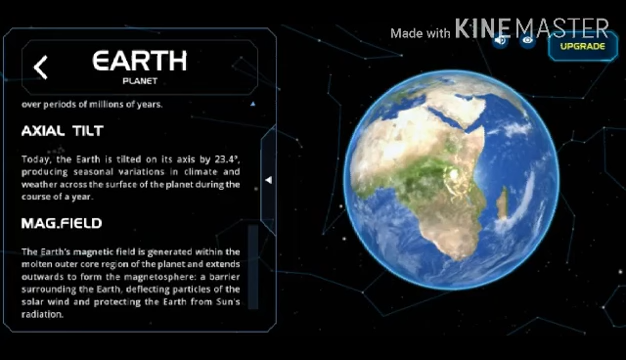 Made with KINEMASTER
EARTH
PLANET
UPGRADE
over periods of millions of years.
AXIAL TILT
Today, the Earth is tilted on its axis by 23.4°,
producing seasonal variations in climate and
weather across the surface of the planet during the
course of a year.
MAG.FIELD
The Earth's magnetic field is generated within the
molten outer core region of the planet and extends
outwards to form the magnetosphere: a barrier
surrounding the Earth, deflecting particles of the
solar wind and protecting the Earth from Sun's
radiation.